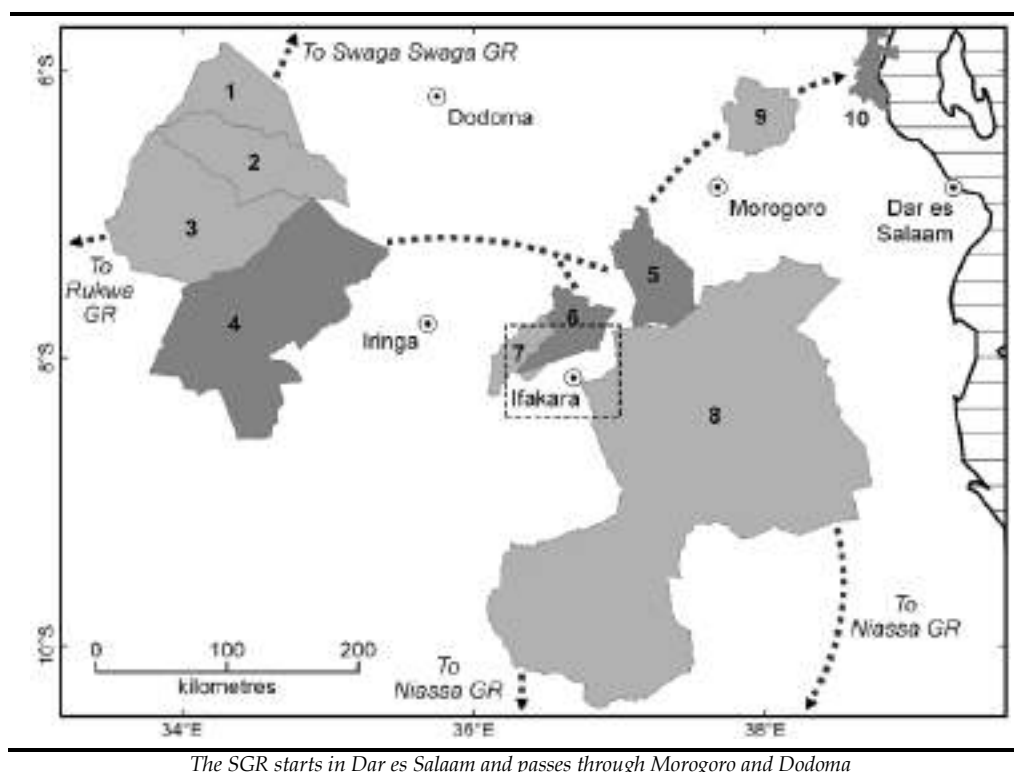 To Swaga Swaga GR
6°S
1
Dodoma
9
10
2
Morogoro
Dar es
Salaam
3
To
Rukwe
GR
5
4
6
Iringa
8°S
7
Ifakara
8
To
Niassa GR
0 100 200
kilometres
10°S
To
Niassa GR
34°E 36°E 38°E
The SGR starts in Dar es Salaam and passes through Morogoro and Dodoma